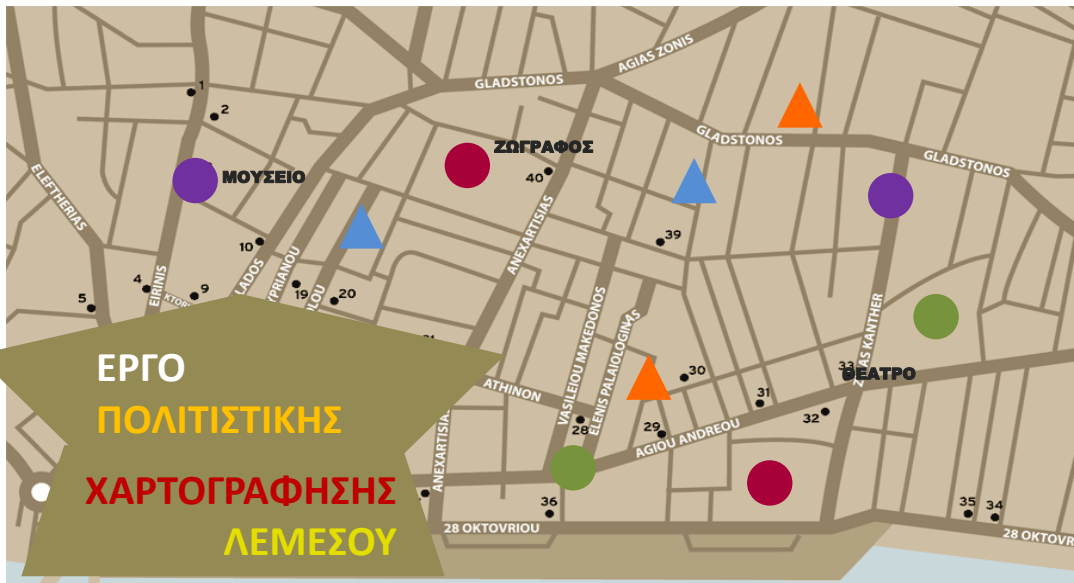 AGIAS ZONIS
GLADSTONOS
1
2
GLADSTONOS
GLADSTONOS
ΖΩΓΡΑΦΟΣ
40
ΜΟΥΣΕΙΟ
ELEFTHERIAS
ANEXARTISIAS
39
10
4
9
5
EIRINIS
19
20
VASILEIOU MAKEDONOS
ELENIS PALAIOLOGINAS
KANTHER
ΕΡΓΟ
ΠΟΛΙΤΙΣΤΙΚΗΣ
ΧΑΡΤΟΓΡΑΦΗΣΗΣ
ΛΕΜΕΣΟΥ
ATHINON
30
33
ΘΕΑΤΡΟ
31
32
28
29
AGIOU ANDREOU
ANEXARTISIAS
36
35
34
28 OKTOVRIOU
28 OKTOVR